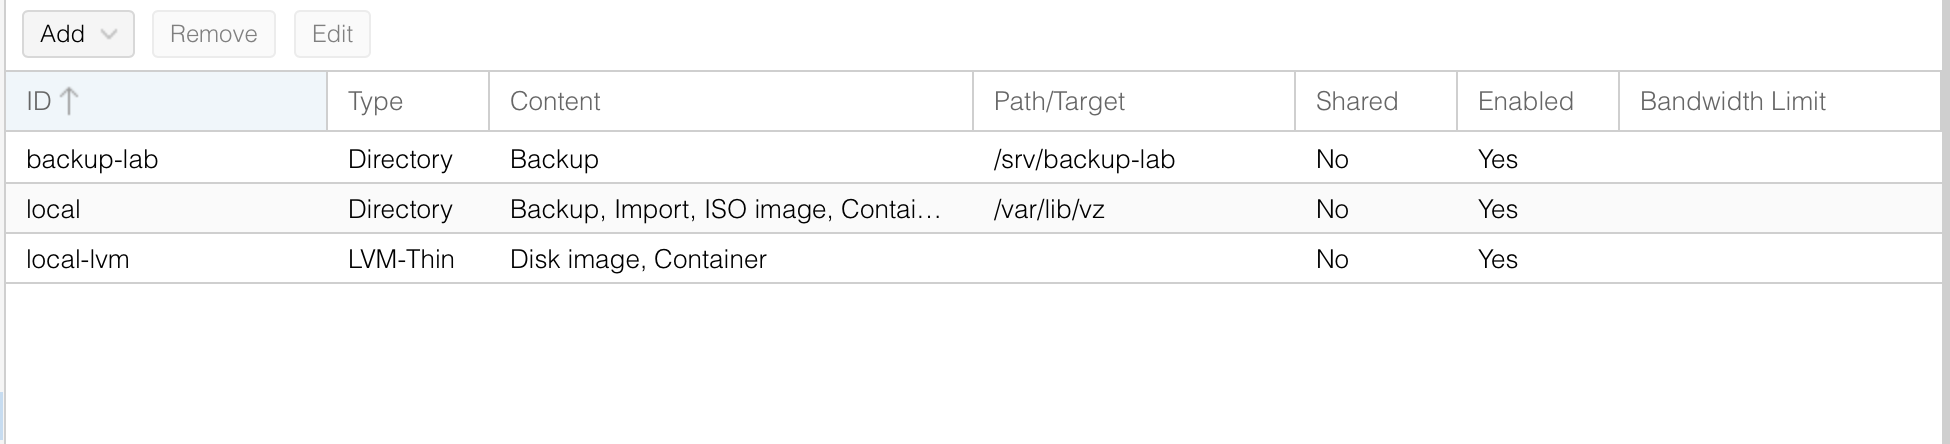 Add Remove Edit
ID Type Content Path/Target Shared Enabled Bandwidth Limit
backup-lab Directory Backup /srv/backup-lab No Yes
local Directory Backup, Import, ISO image, Contai... /var/lib/vz No Yes
local-lvm LVM-Thin Disk image, Container No Yes